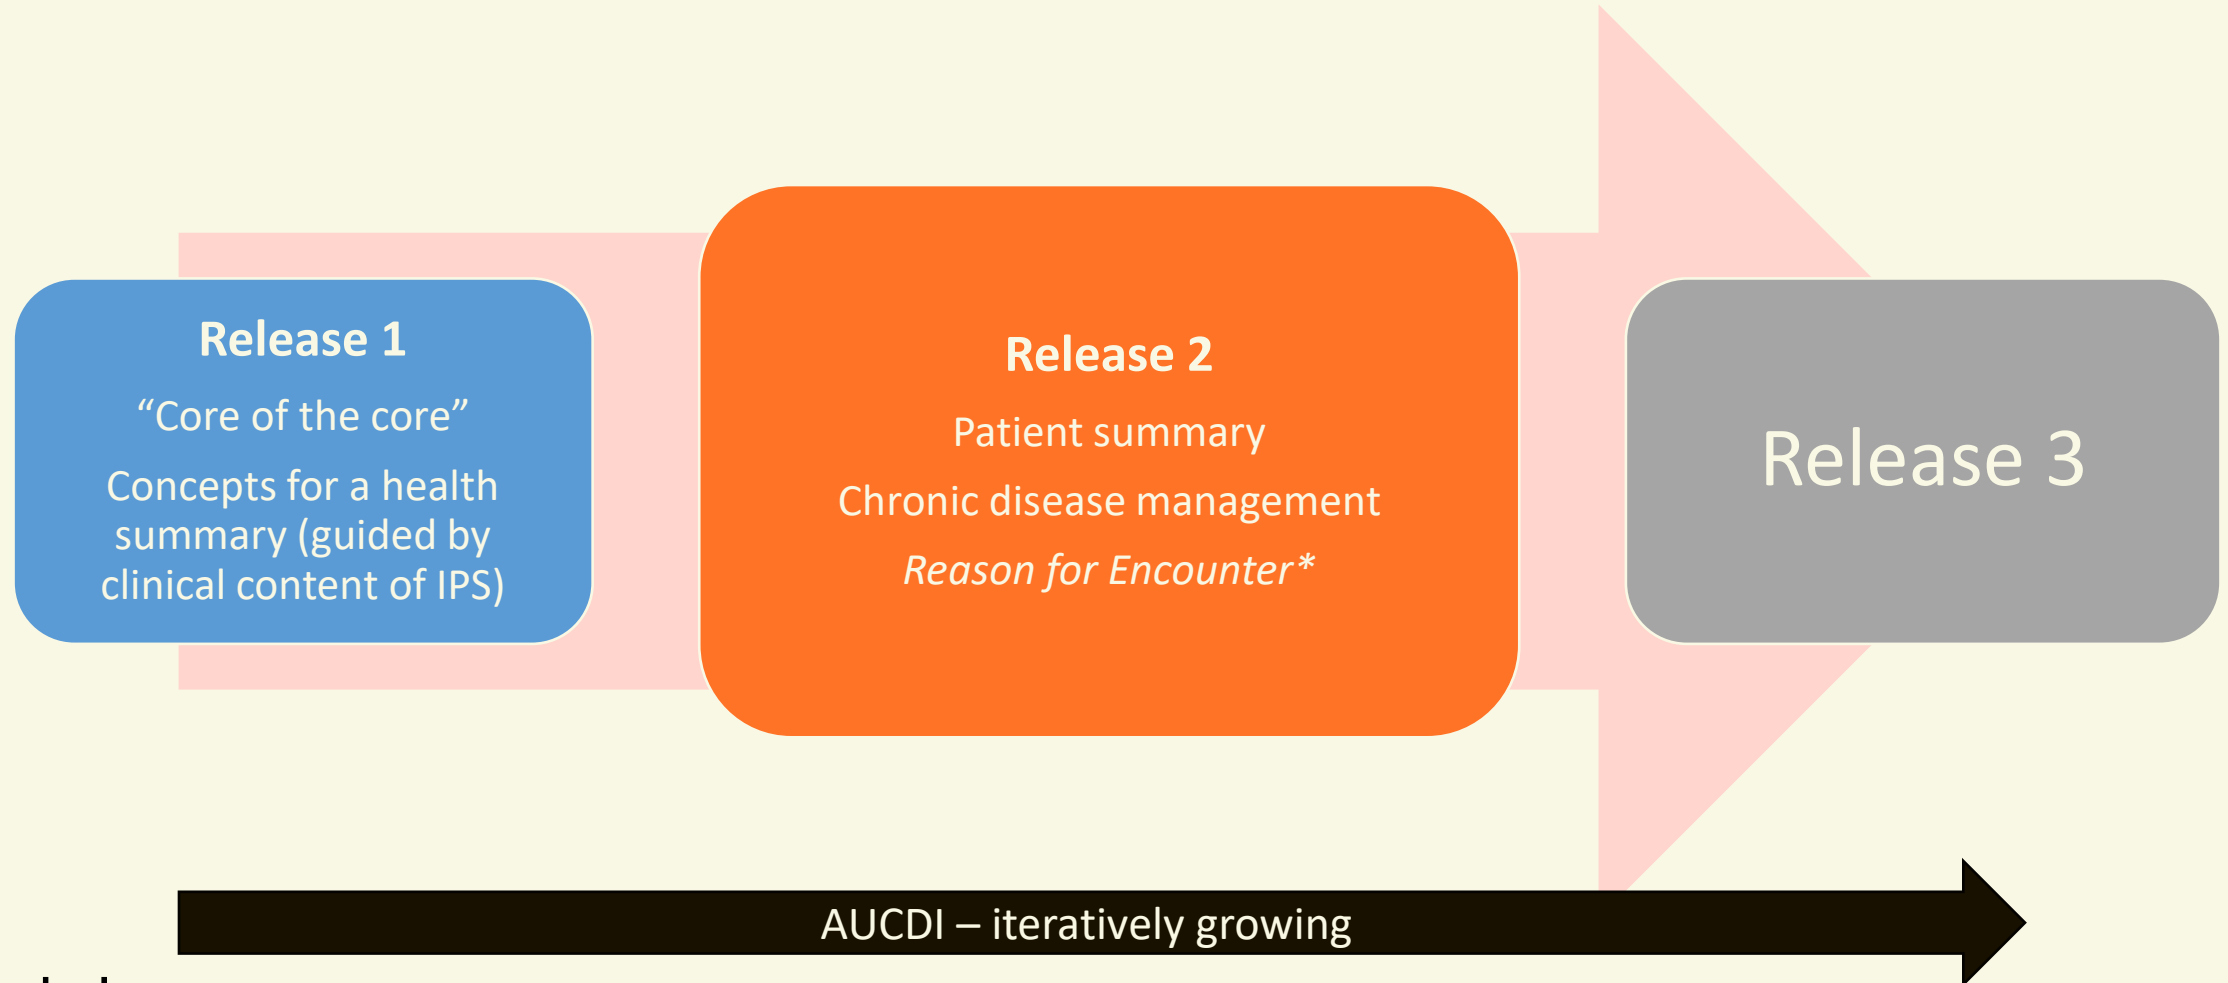 Release 1
“Core of the core”
Concepts for a health
summary (guided by
clinical content of IPS)
Release 2
Patient summary
Chronic disease management
Reason for Encounter*
Release 3
AUCDI – iteratively growing